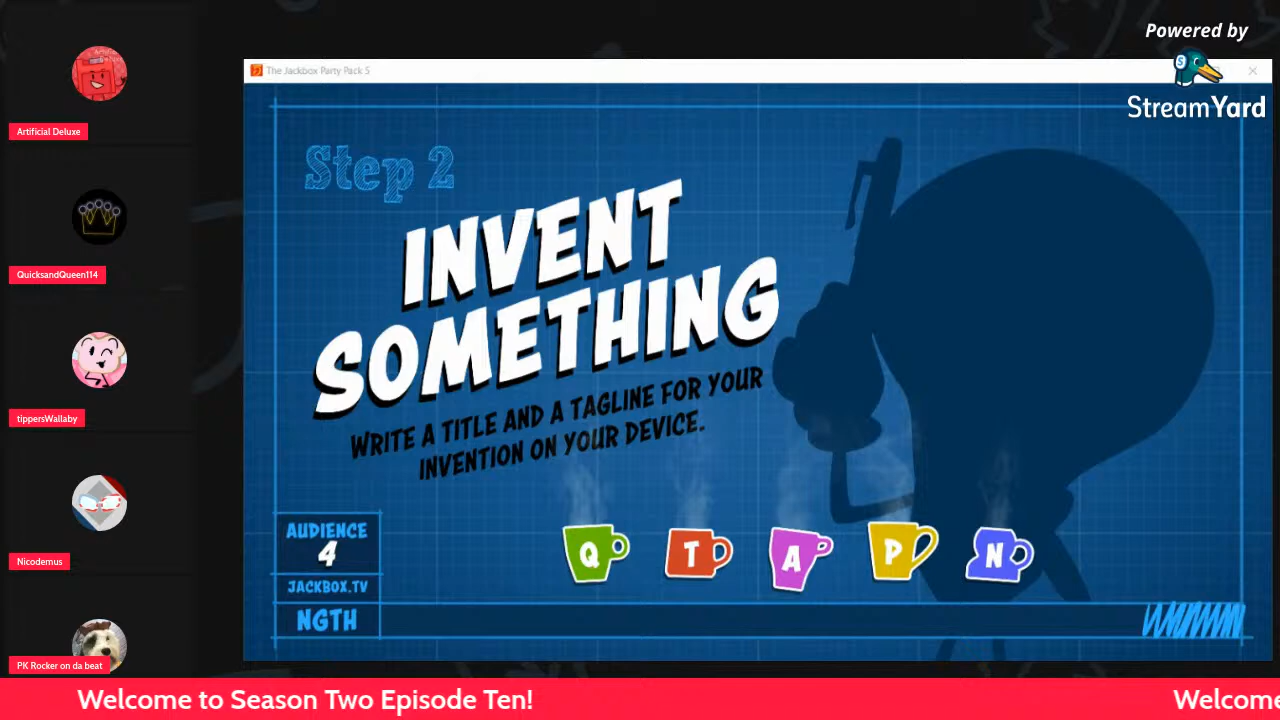 Powered by
StreamYard
Artificial Deluxe
QuicksandQueen114
tippersWallaby
Nicodemus
PK Rocker on da beat
The Jackbox Party Pack 5
Step 2
INVENT
SOMETHING
WRITE A TITLE AND A TAGLINE FOR YOUR
INVENTION ON YOUR DEVICE.
Q T A P N
AUDIENCE
4
JACKBOX.TV
NGTH
Welcome to Season Two Episode Ten!
Welcome